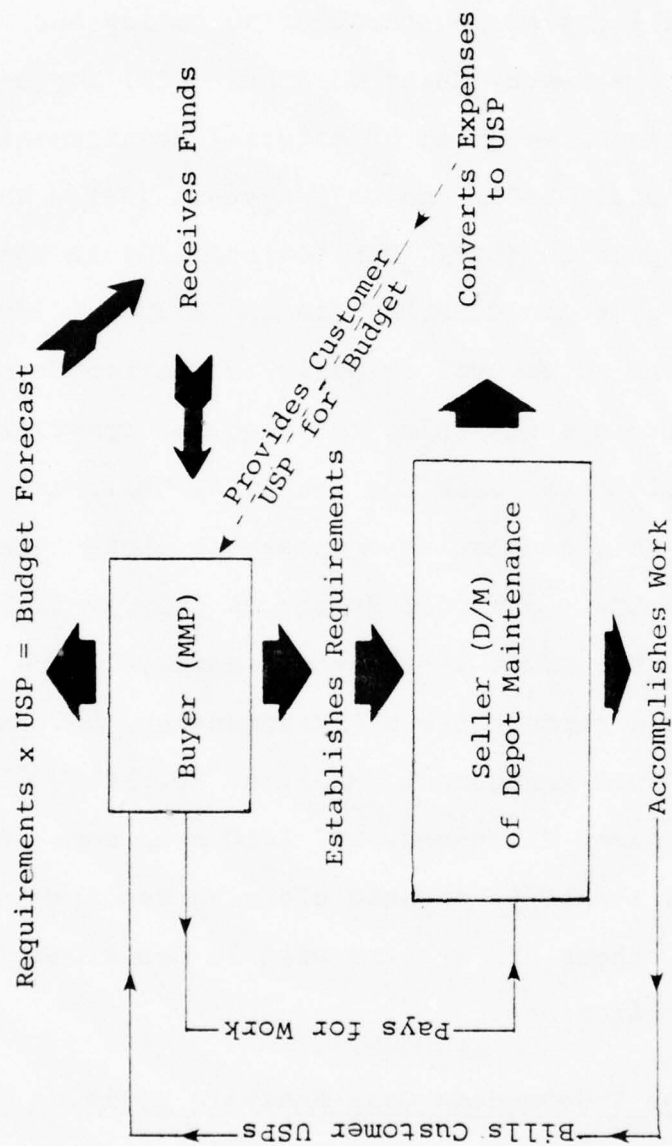 Requirements x USP = Budget Forecast
Receives Funds
Buyer (MMP)
Provides Customer
USP for Budget
Establishes Requirements
Converts Expenses
to USP
Seller (D/M)
of Depot Maintenance
Accomplishes Work
Pays for Work
Bills Customer USPs